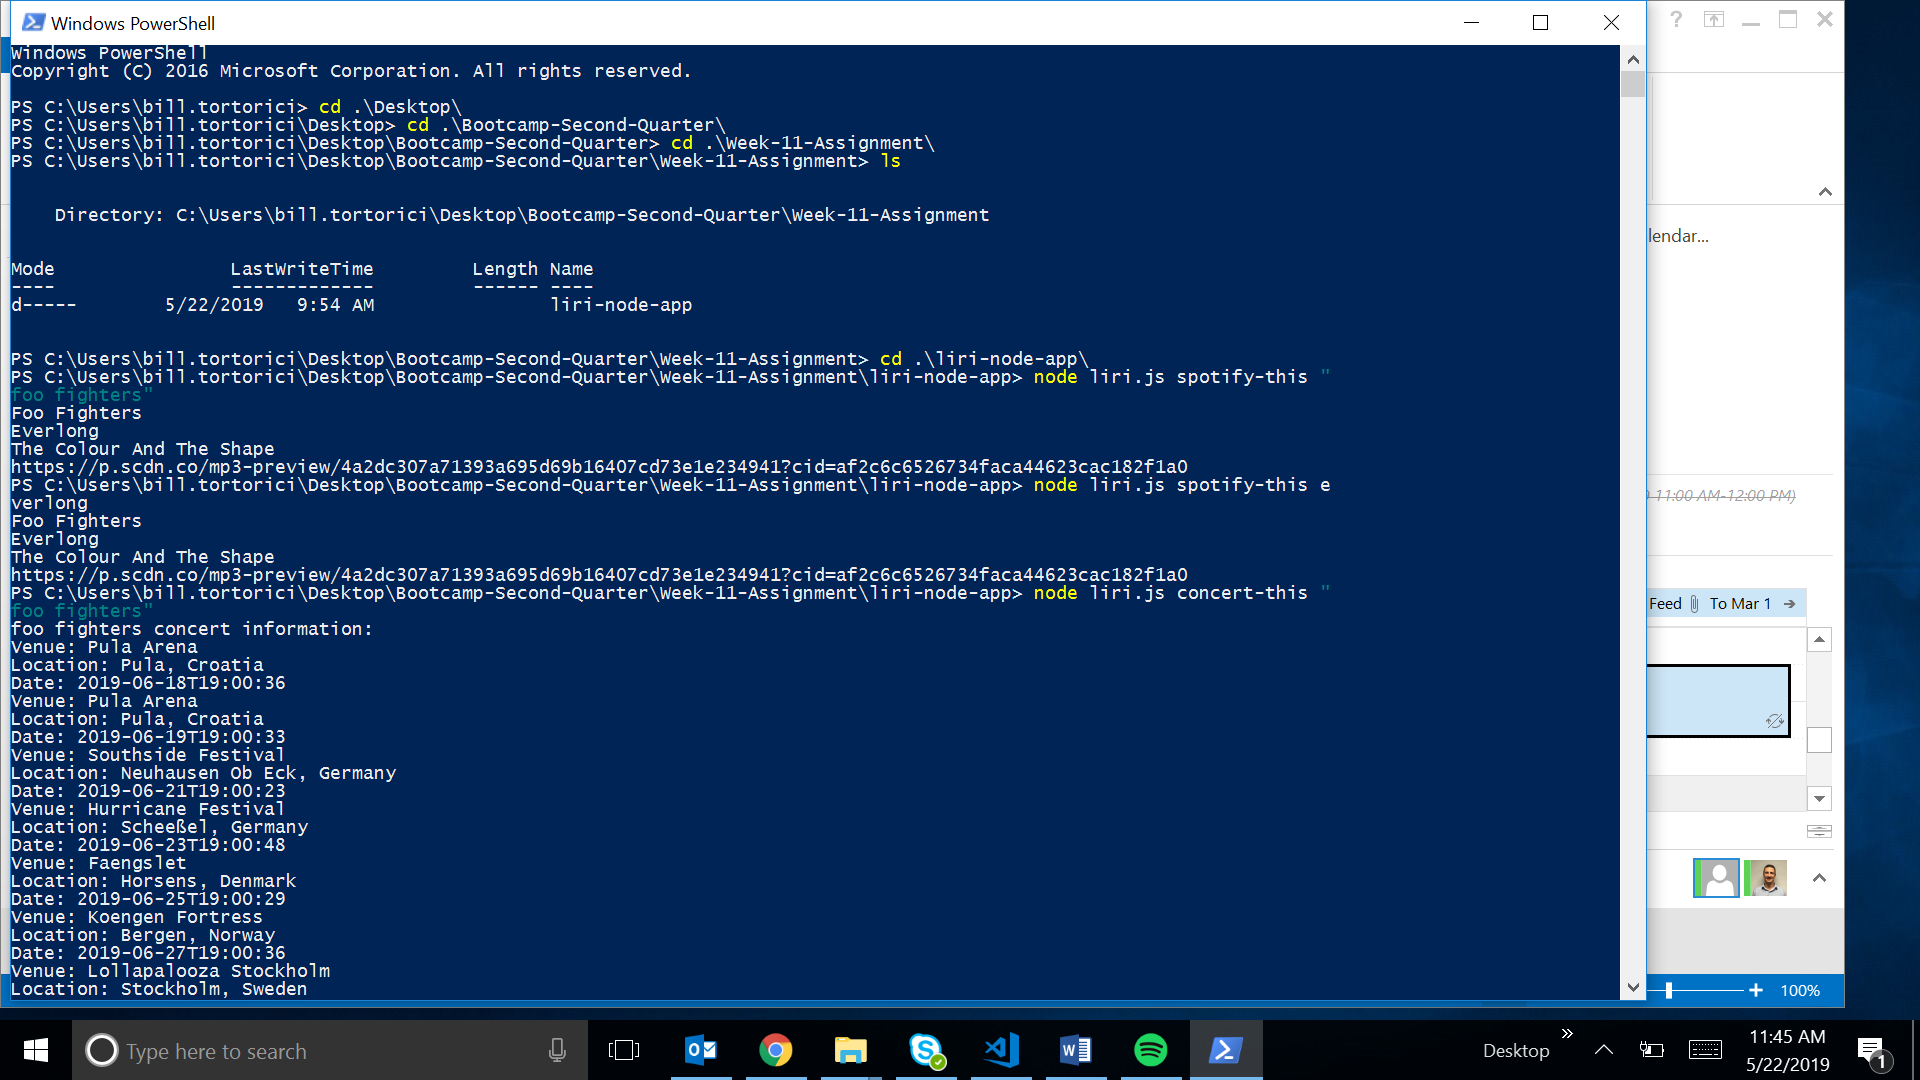 Windows PowerShell
Windows PowerShell
Copyright (C) 2016 Microsoft Corporation. All rights reserved.
PS C:\Users\bill.tortorici> cd .\Desktop\
PS C:\Users\bill.tortorici\Desktop> cd .\Bootcamp-Second-Quarter\
PS C:\Users\bill.tortorici\Desktop\Bootcamp-Second-Quarter> cd .\Week-11-Assignment\
PS C:\Users\bill.tortorici\Desktop\Bootcamp-Second-Quarter\Week-11-Assignment> ls
Directory: C:\Users\bill.tortorici\Desktop\Bootcamp-Second-Quarter\Week-11-Assignment
Mode LastWriteTime Length Name
---- ------------- ------ ----
d----- 5/22/2019 9:54 AM liri-node-app
PS C:\Users\bill.tortorici\Desktop\Bootcamp-Second-Quarter\Week-11-Assignment> cd .\liri-node-app\
PS C:\Users\bill.tortorici\Desktop\Bootcamp-Second-Quarter\Week-11-Assignment\liri-node-app> node liri.js spotify-this "
foo fighters"
Foo Fighters
Everlong
The Colour And The Shape
https://p.scdn.co/mp3-preview/4a2dc307a71393a695d69b16407cd73e1e234941?cid=af2c6c6526734faca44623cac182f1a0
PS C:\Users\bill.tortorici\Desktop\Bootcamp-Second-Quarter\Week-11-Assignment\liri-node-app> node liri.js spotify-this e
verlong
Foo Fighters
Everlong
The Colour And The Shape
https://p.scdn.co/mp3-preview/4a2dc307a71393a695d69b16407cd73e1e234941?cid=af2c6c6526734faca44623cac182f1a0
PS C:\Users\bill.tortorici\Desktop\Bootcamp-Second-Quarter\Week-11-Assignment\liri-node-app> node liri.js concert-this "
foo fighters"
foo fighters concert information:
Venue: Pula Arena
Location: Pula, Croatia
Date: 2019-06-18T19:00:36
Venue: Pula Arena
Location: Pula, Croatia
Date: 2019-06-19T19:00:33
Venue: Southside Festival
Location: Neuhausen Ob Eck, Germany
Date: 2019-06-21T19:00:23
Venue: Hurricane Festival
Location: Scheeßel, Germany
Date: 2019-06-23T19:00:48
Venue: Faengslet
Location: Horsens, Denmark
Date: 2019-06-25T19:00:29
Venue: Koengen Fortress
Location: Bergen, Norway
Date: 2019-06-27T19:00:36
Venue: Lollapalooza Stockholm
Location: Stockholm, Sweden
lendar...
11:00 AM-12:00 PM)
Feed To Mar 1
100%
Type here to search
Desktop
11:45 AM
5/22/2019
1